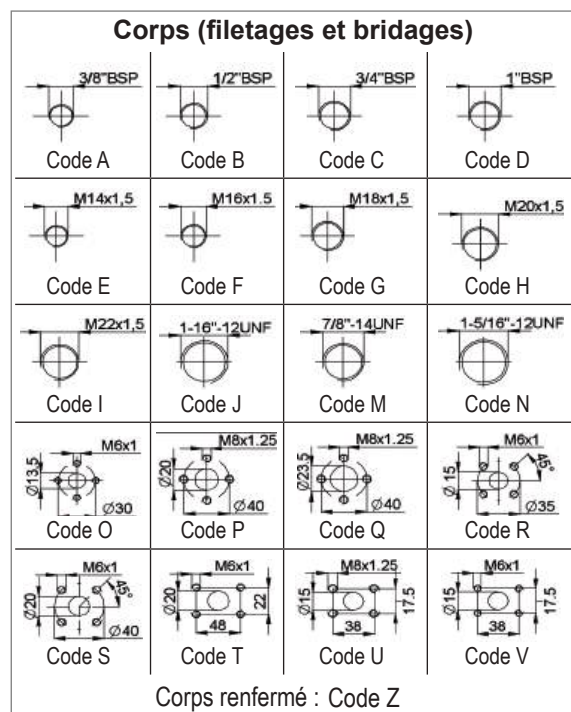 Corps (filetages et bridages)
3/8"BSP 1/2"BSP 3/4"BSP 1"BSP
Code A Code B Code C Code D
M14x1,5 M16x1.5 M18x1,5 M20x1,5
Code E Code F Code G Code H
M22x1,5 1-16"-12UNF 7/8"-14UNF 1-5/16"-12UNF
Code I Code J Code M Code N
M6x1 M8x1.25 M8x1.25 M6x1
Ø13.5 Ø20 Ø23.5 Ø15 45°
Ø30 Ø40 Ø40 Ø35
Code O Code P Code Q Code R
M6x1 M6x1 M8x1.25 M6x1
Ø20 45° Ø20 22 Ø15 17.5 Ø15 17.5
Ø40 48 38 38
Code S Code T Code U Code V
Corps renfermé : Code Z